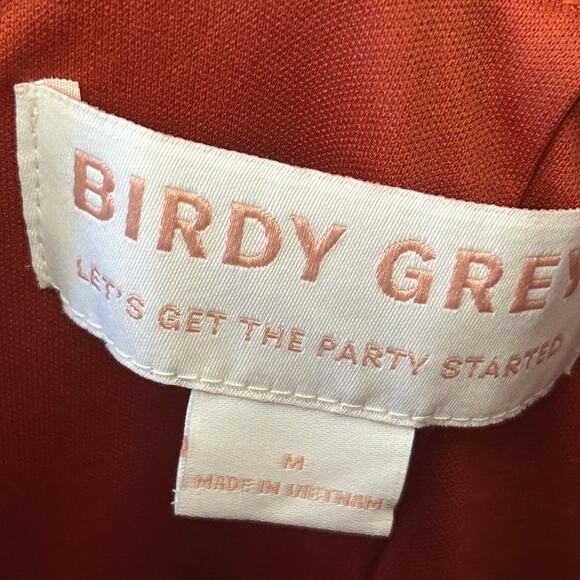 BIRDY GREY
LET'S GET THE PARTY STARTED
M
MADE IN VIETNAM